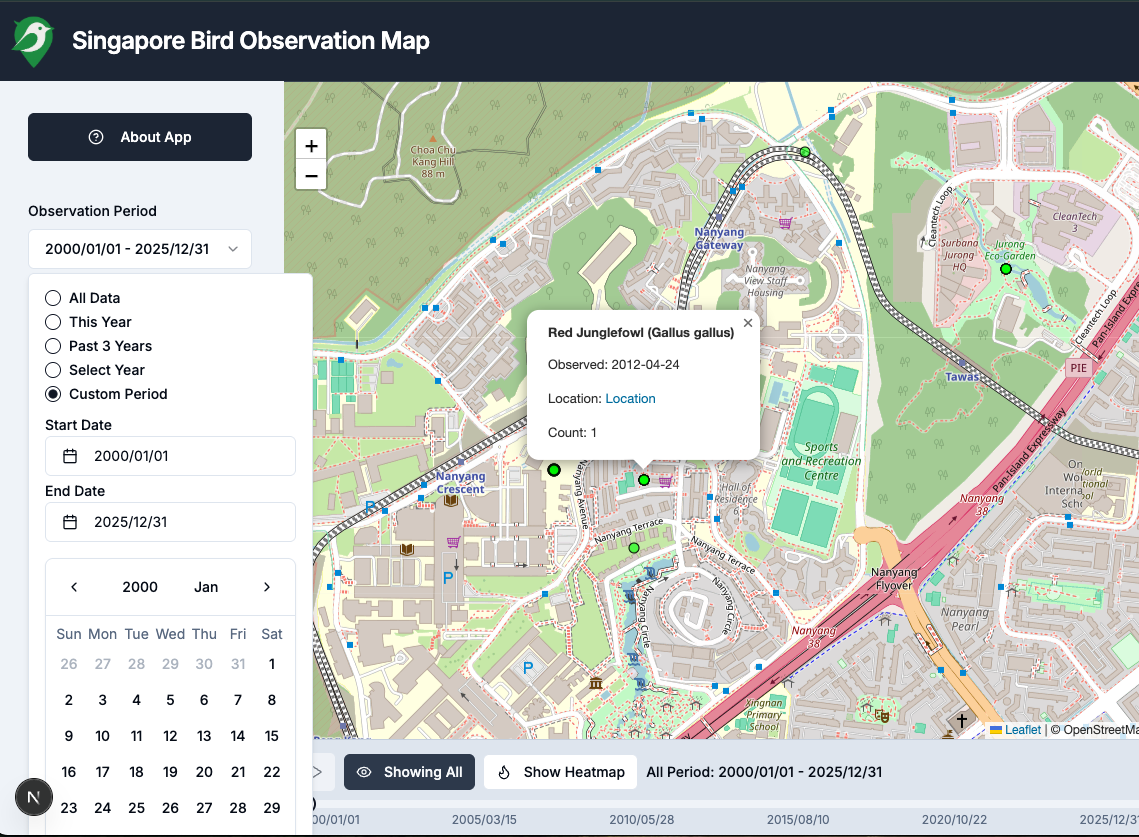 Singapore Bird Observation Map
About App
Observation Period
2000/01/01 - 2025/12/31
All Data
This Year
Past 3 Years
Select Year
Custom Period
Start Date
2000/01/01
End Date
2025/12/31
2000 Jan
Sun Mon Tue Wed Thu Fri Sat
26 27 28 29 30 31 1
2 3 4 5 6 7 8
9 10 11 12 13 14 15
16 17 18 19 20 21 22
23 24 25 26 27 28 29
N
+
−
Choa Chu
Kang Hill
88 m
Nanyang
Gateway
Nanyang
View Staff
Housing
Cleantech Loop
CleanTech
3
Surbana
Jurong
HQ
Jurong
Eco-Garden
Cleantech Loop
Pan-Island Expre
PIE
Tawas
Red Junglefowl (Gallus gallus)
×
Observed: 2012-04-24
Location: Location
Count: 1
Sports
and Recreation
Centre
Nanyang
Crescent
Nanyang Avenue
Hall of
Residence
6
Pan-Island Expressway
On
Wo
Interna
Sch
orld
ational
ool
Nanyang
38
P
Nanyang Terrace
Nanyang Terrace
P
Nanyang
Flyover
Nanyang Circle
Nanyang Circle
Nanyang
Pearl
Nanyang
38
P
Xingnan
Primary
School
Leaflet | © OpenStreetMa
Showing All
Show Heatmap
All Period: 2000/01/01 - 2025/12/31
00/01/01
2005/03/15
2010/05/28
2015/08/10
2020/10/22
2025/12/3